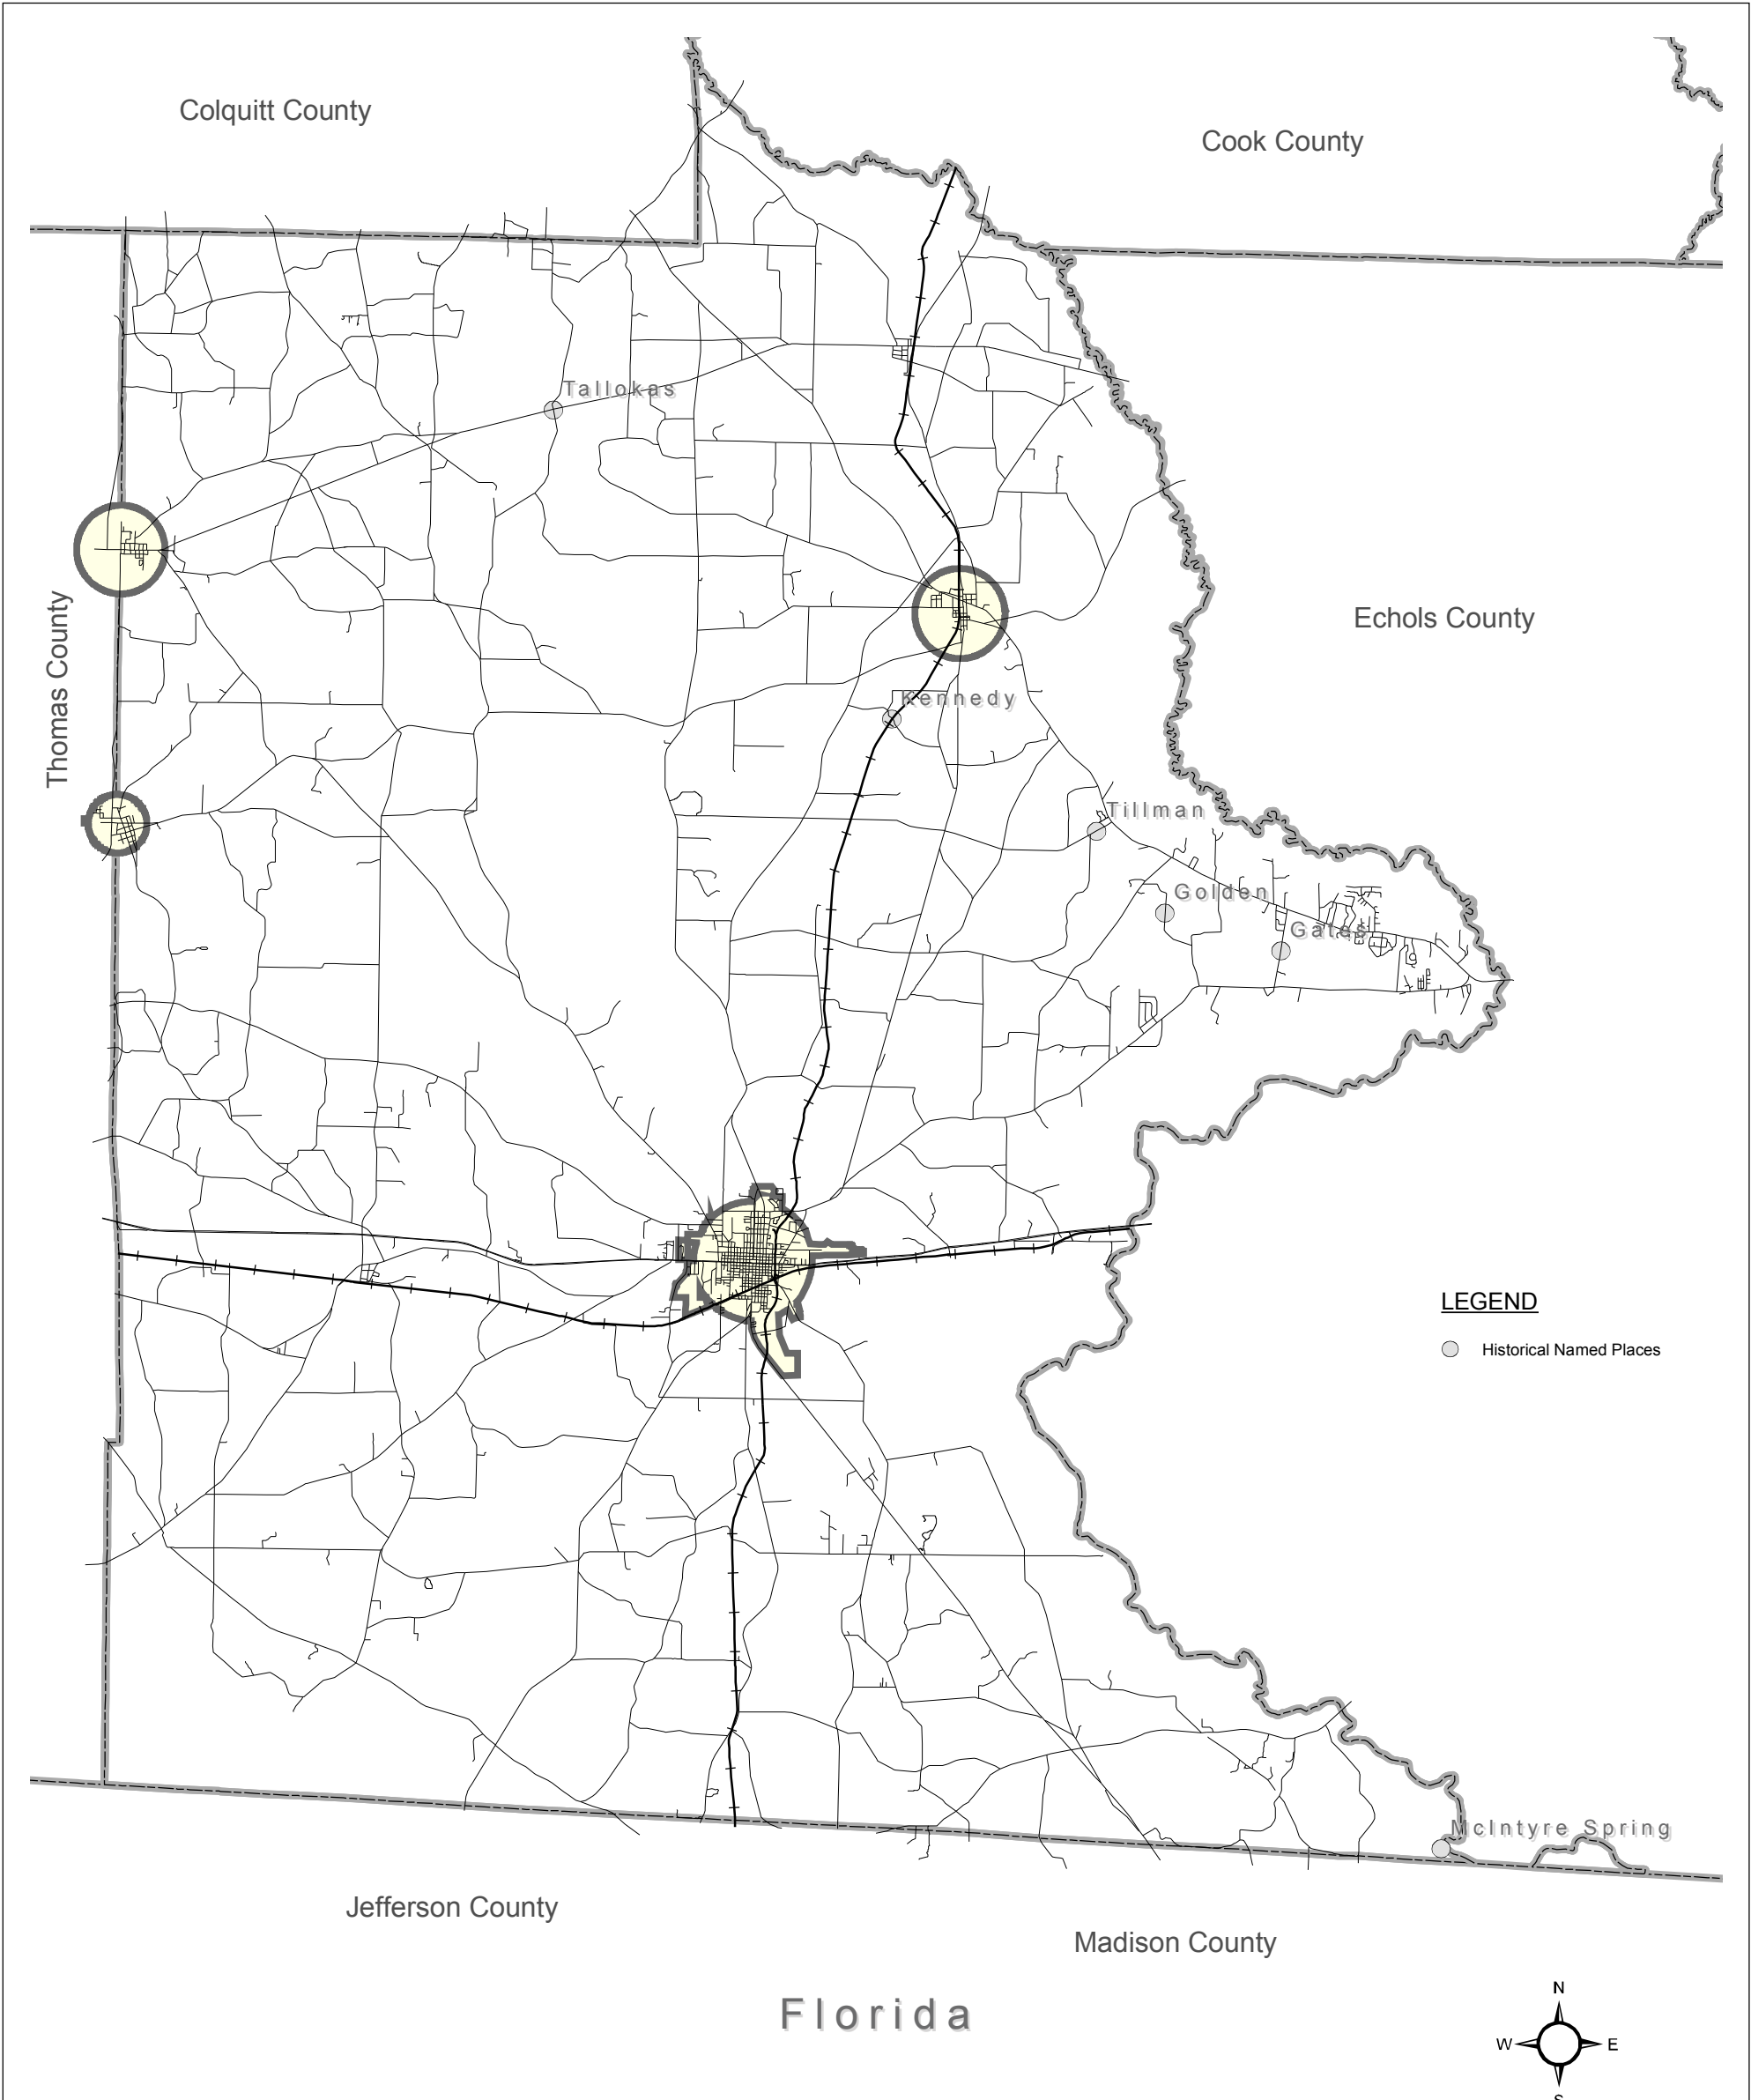 Colquitt County
Cook County
Tallokas
Thomas County
Echols County
Kennedy
Tillman
Golden
Gates
LEGEND
Historical Named Places
McIntyre Spring
Jefferson County
Madison County
Florida
N
W E
S